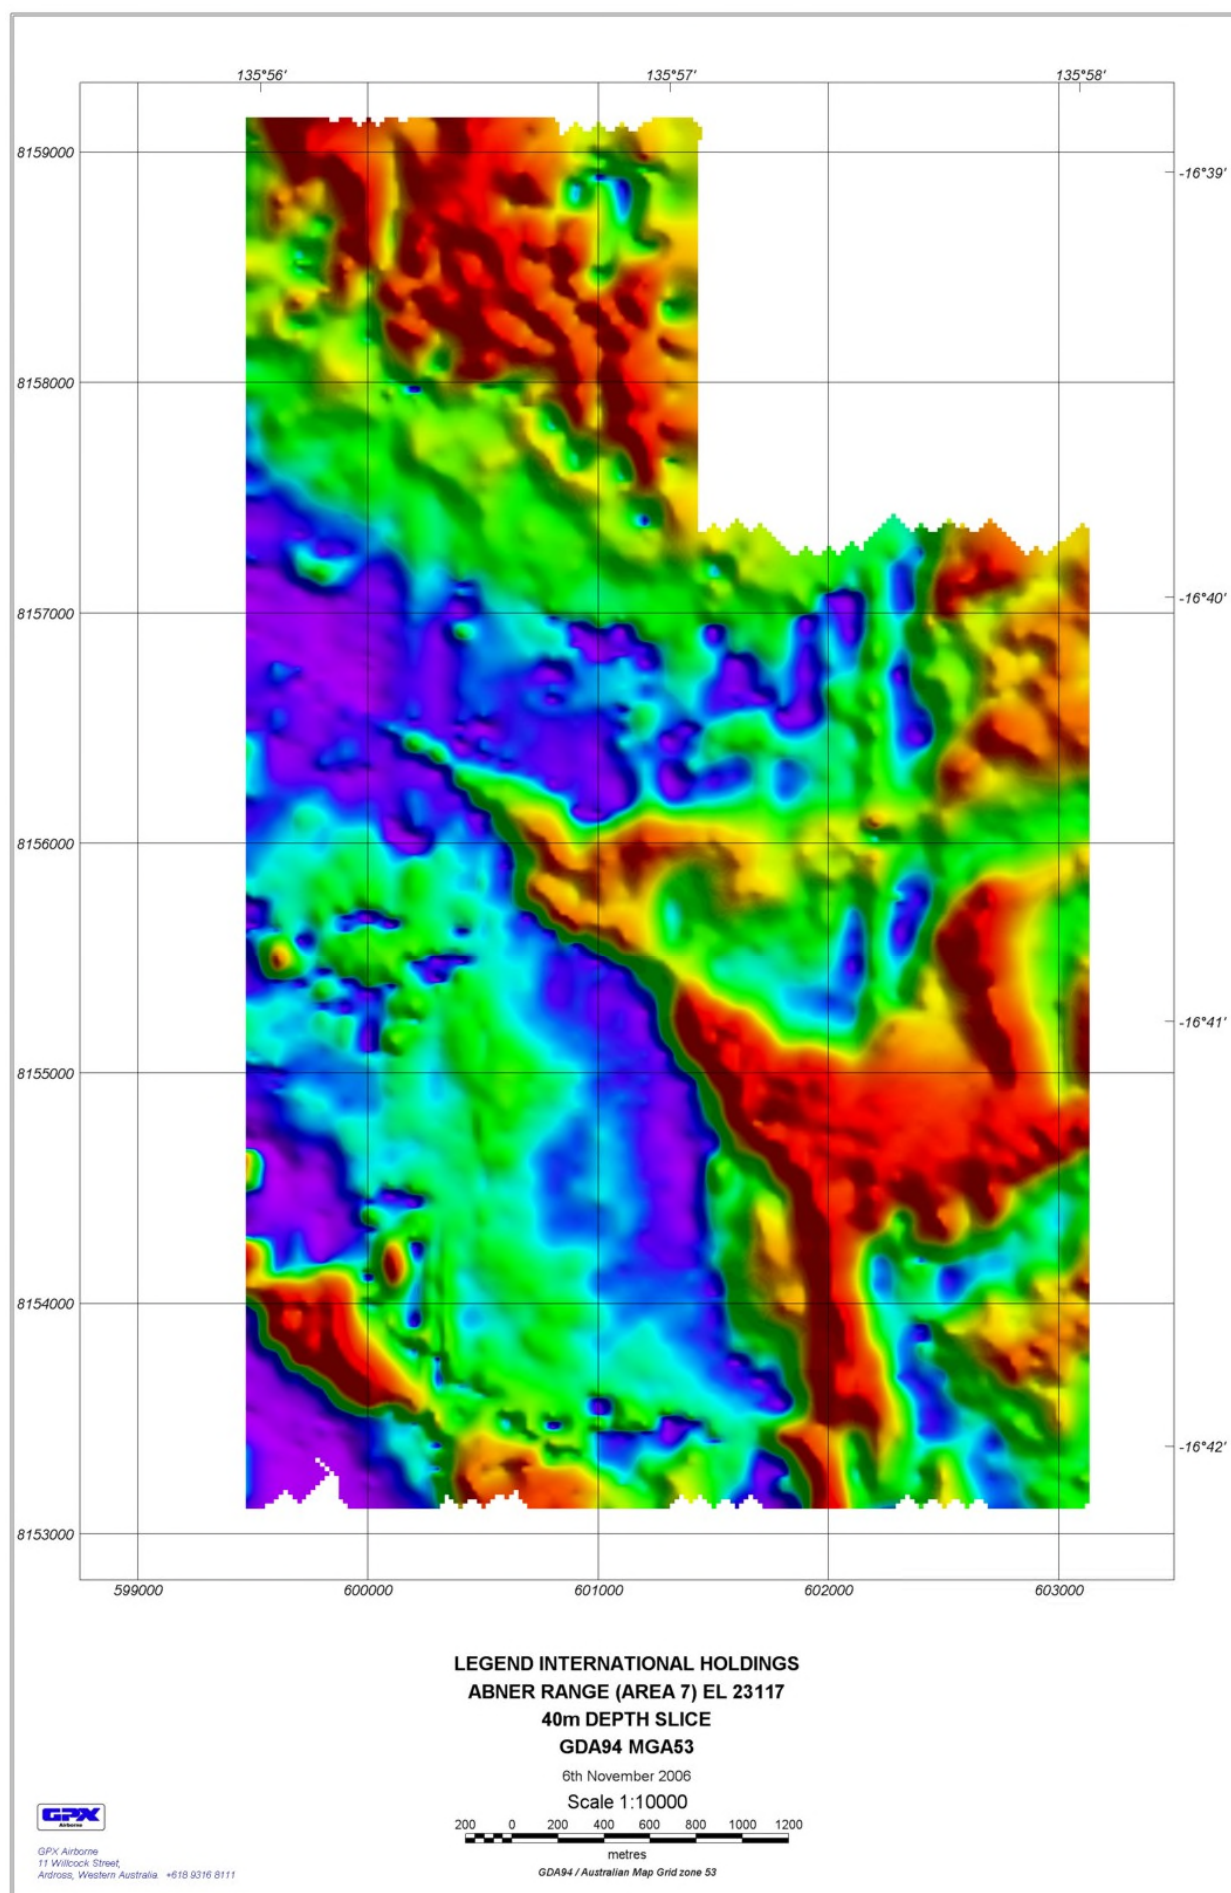 135°56' 135°57' 135°58'
8159000
-16°39'
8158000
8157000
-16°40'
8156000
-16°41'
8155000
8154000
-16°42'
8153000
599000 600000 601000 602000 603000
LEGEND INTERNATIONAL HOLDINGS
ABNER RANGE (AREA 7) EL 23117
40m DEPTH SLICE
GDA94 MGA53
6th November 2006
Scale 1:10000
200 0 200 400 600 800 1000 1200
metres
GDA94 / Australian Map Grid zone 53
GPX
Airborne
GPX Airborne
11 Willcock Street,
Ardross, Western Australia. +618 9316 8111